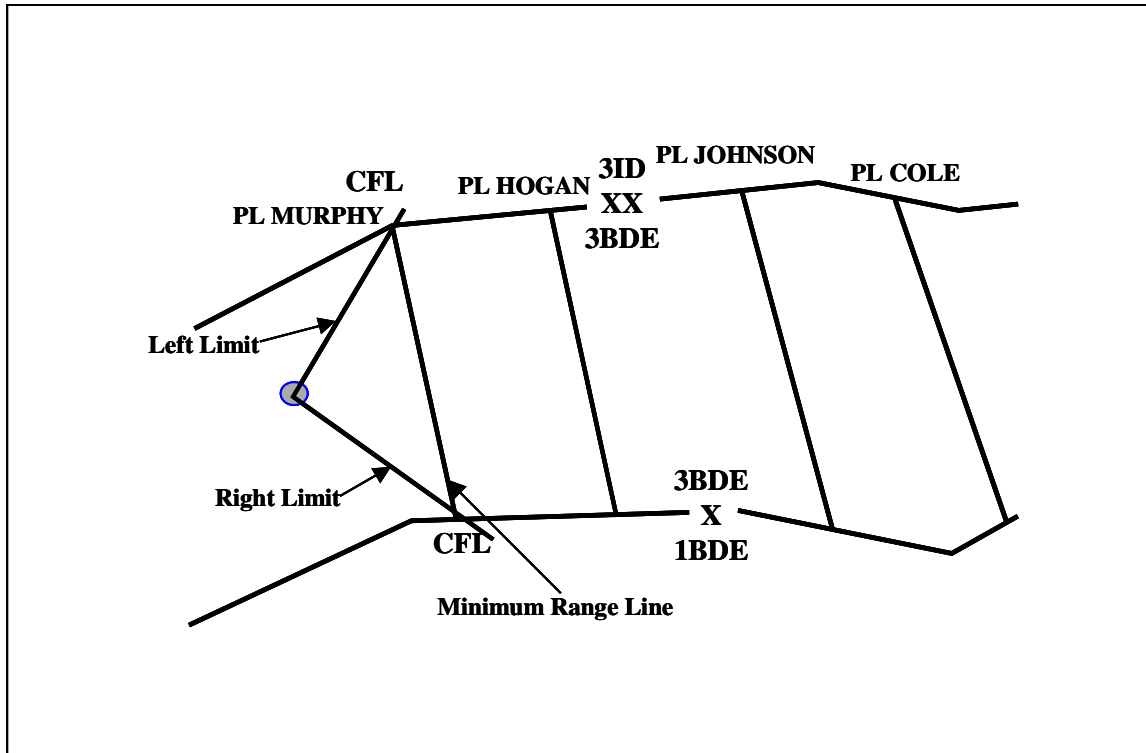 3ID
PL JOHNSON
CFL
PL HOGAN
XX
PL COLE
PL MURPHY
3BDE
Left Limit
Right Limit
3BDE
X
CFL
1BDE
Minimum Range Line